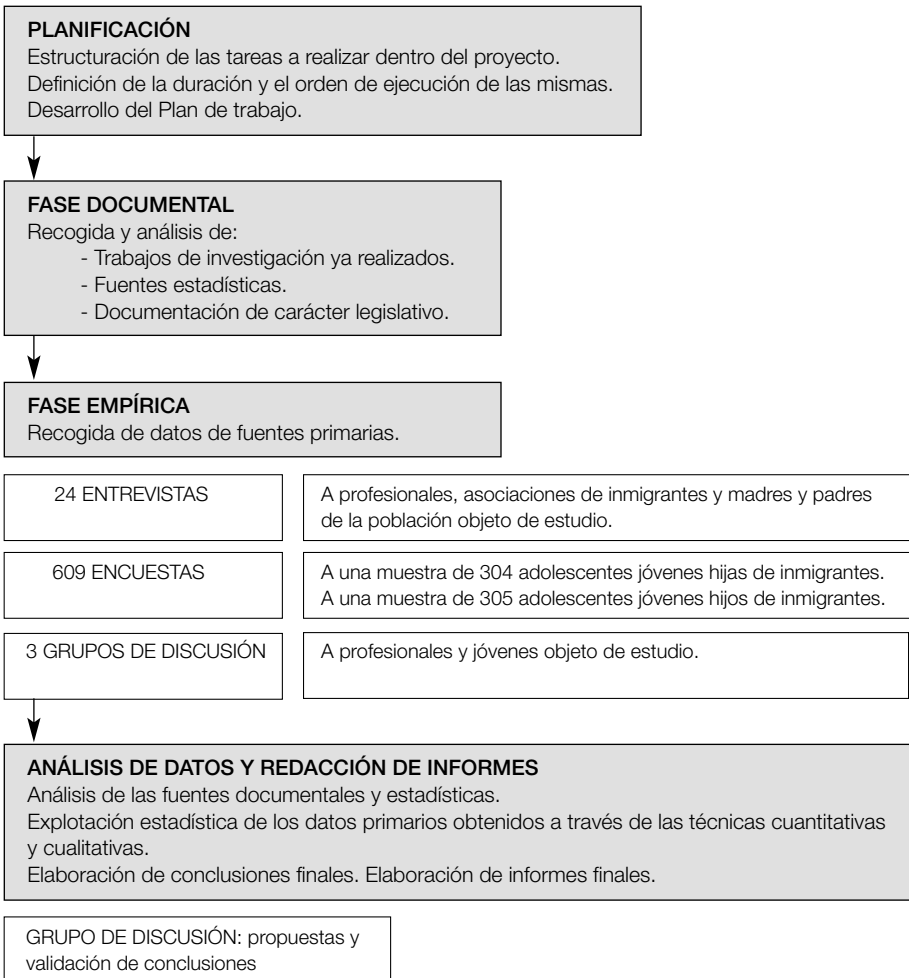 PLANIFICACIÓN
Estructuración de las tareas a realizar dentro del proyecto.
Definición de la duración y el orden de ejecución de las mismas.
Desarrollo del Plan de trabajo.
FASE DOCUMENTAL
Recogida y análisis de:
- Trabajos de investigación ya realizados.
- Fuentes estadísticas.
- Documentación de carácter legislativo.
FASE EMPÍRICA
Recogida de datos de fuentes primarias.
24 ENTREVISTAS
A profesionales, asociaciones de inmigrantes y madres y padres
de la población objeto de estudio.
609 ENCUESTAS
A una muestra de 304 adolescentes jóvenes hijas de inmigrantes.
A una muestra de 305 adolescentes jóvenes hijos de inmigrantes.
3 GRUPOS DE DISCUSIÓN
A profesionales y jóvenes objeto de estudio.
ANÁLISIS DE DATOS Y REDACCIÓN DE INFORMES
Análisis de las fuentes documentales y estadísticas.
Explotación estadística de los datos primarios obtenidos a través de las técnicas cuantitativas
y cualitativas.
Elaboración de conclusiones finales. Elaboración de informes finales.
GRUPO DE DISCUSIÓN: propuestas y
validación de conclusiones